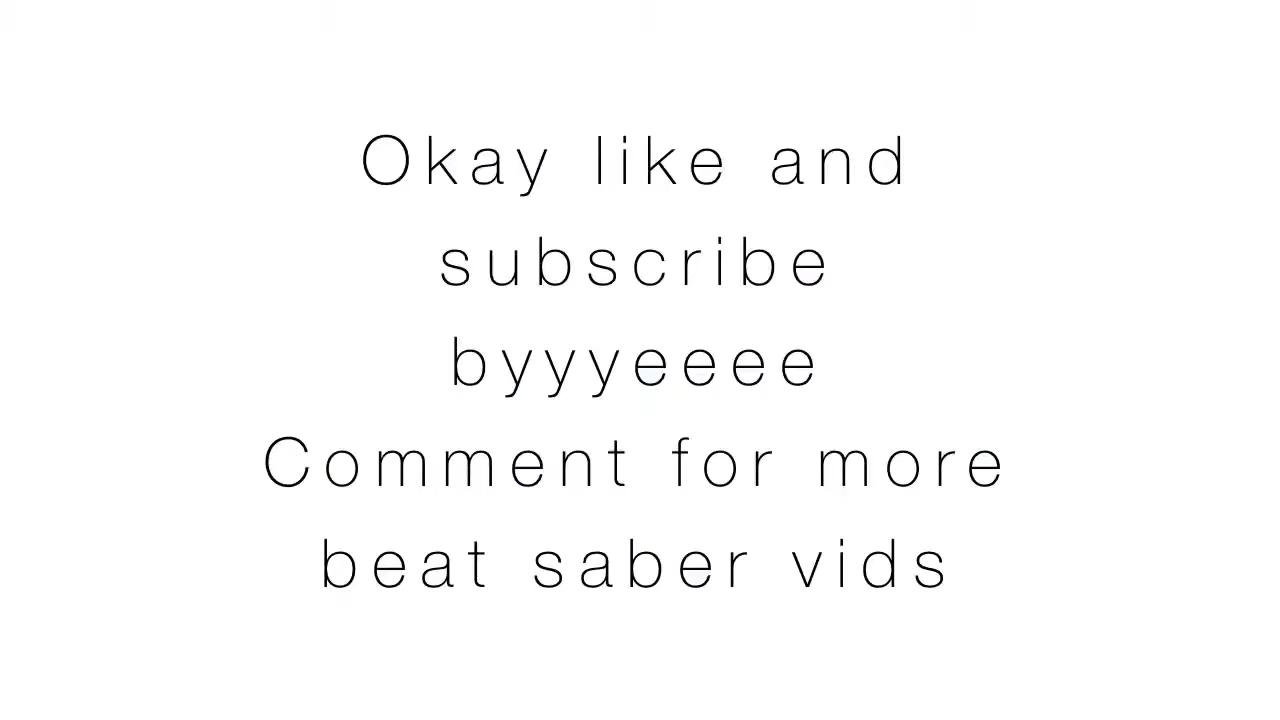 Okay like and
subscribe
byyyeeee
Comment for more
beat saber vids